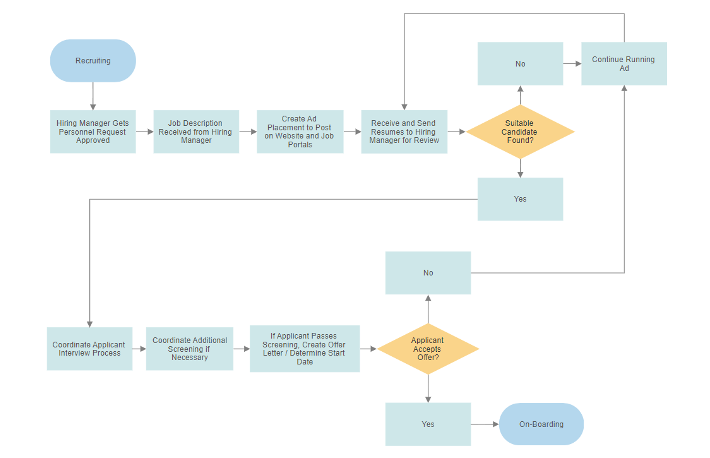 Recruiting
Hiring Manager Gets
Personnel Request
Approved
Job Description
Received from Hiring
Manager
Create Ad
Placement to Post
on Website and Job
Portals
Receive and Send
Resumes to Hiring
Manager for Review
Suitable
Candidate
Found?
No
Continue Running
Ad
Yes
Coordinate Applicant
Interview Process
Coordinate Additional
Screening if
Necessary
If Applicant Passes
Screening, Create Offer
Letter / Determine Start
Date
Applicant
Accepts
Offer?
No
Yes
On-Boarding